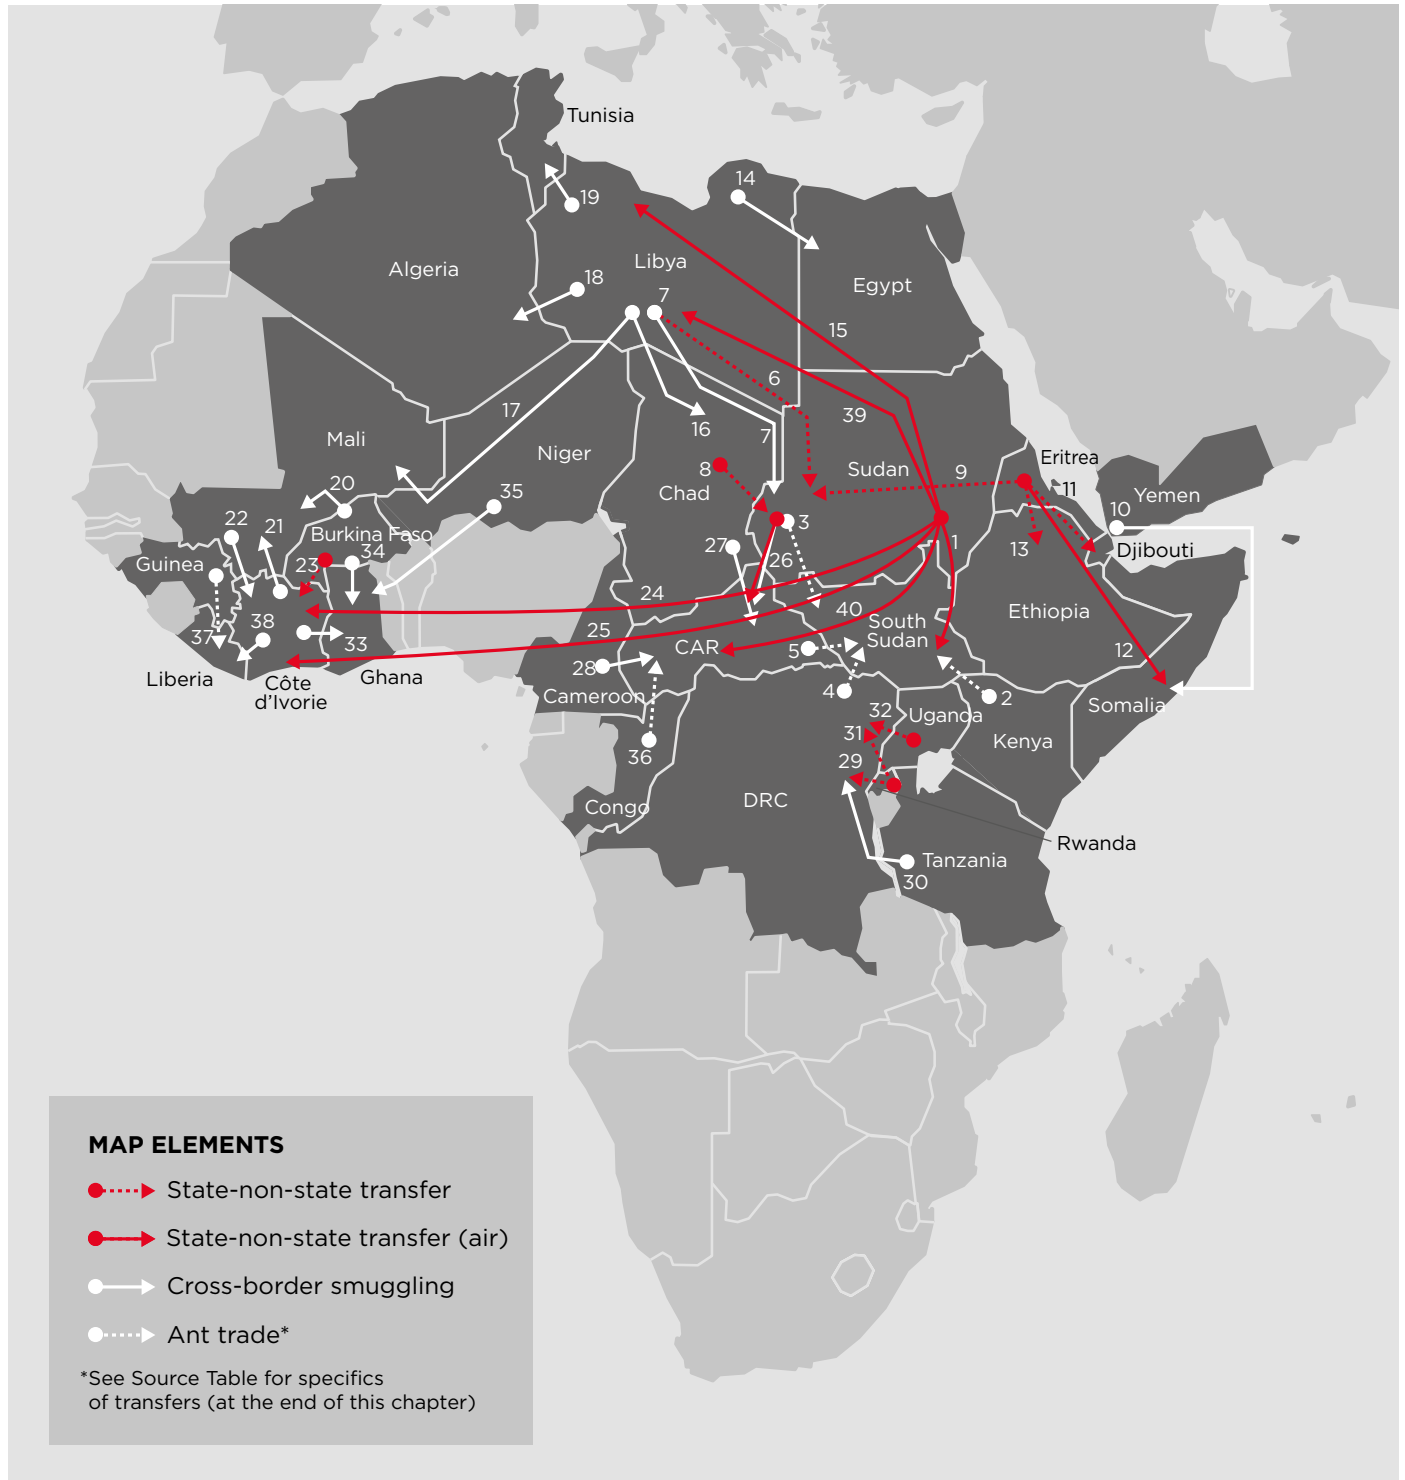 Tunisia
14
19
Algeria
18
Libya
7
Egypt
15
6
17
39
16
7
Mali
Niger
8
Chad
Sudan
9
Eritrea
11
Yemen
20
35
10
22
21
Burkina Faso
3
27
1
13
Djibouti
34
Guinea
23
26
24
40
Ethiopia
South
Sudan
25
37
38
33
CAR
5
12
Liberia
Côte
d’Ivorie
Ghana
28
Cameroon
4
2
Somalia
32
Uganda
31
Kenya
36
29
Congo
DRC
Rwanda
Tanzania
30
MAP ELEMENTS
State-non-state transfer
State-non-state transfer (air)
Cross-border smuggling
Ant trade*
*See Source Table for specifics
of transfers (at the end of this chapter)